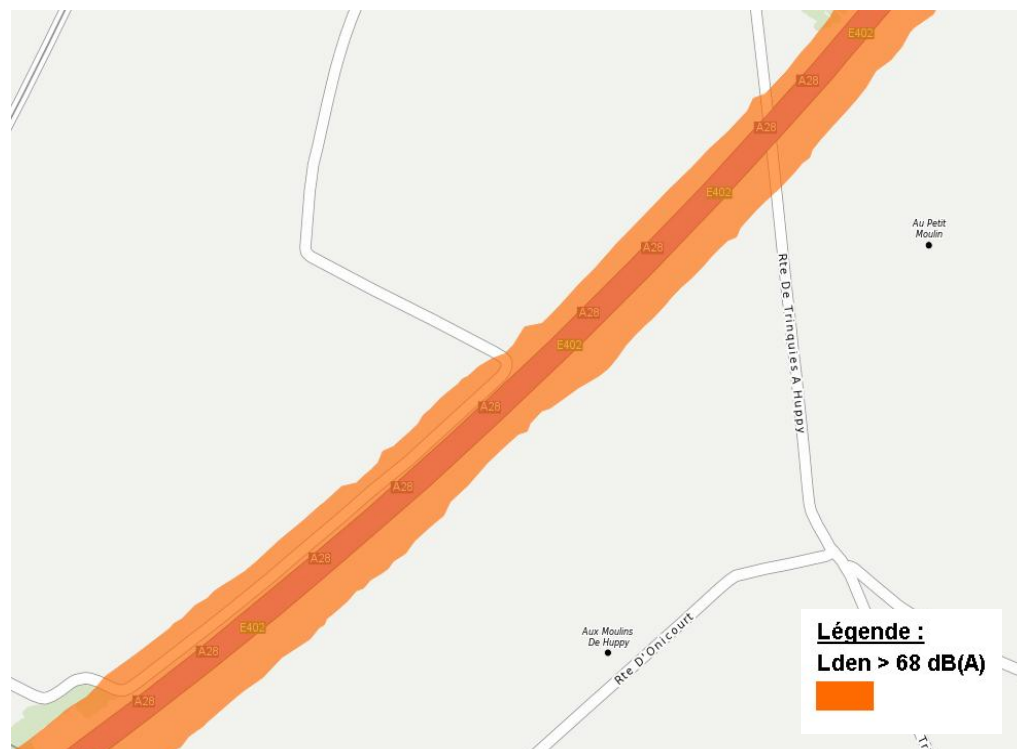 E402
A28
A28
E402
Au Petit
Moulin
A28
Rte De Trinquies A Huppy
A28
E402
A28
A28
A28
E402
Aux Moulins
De Huppy
Rte D'Onicourt
A28
A28
Légende :
Lden > 68 dB(A)